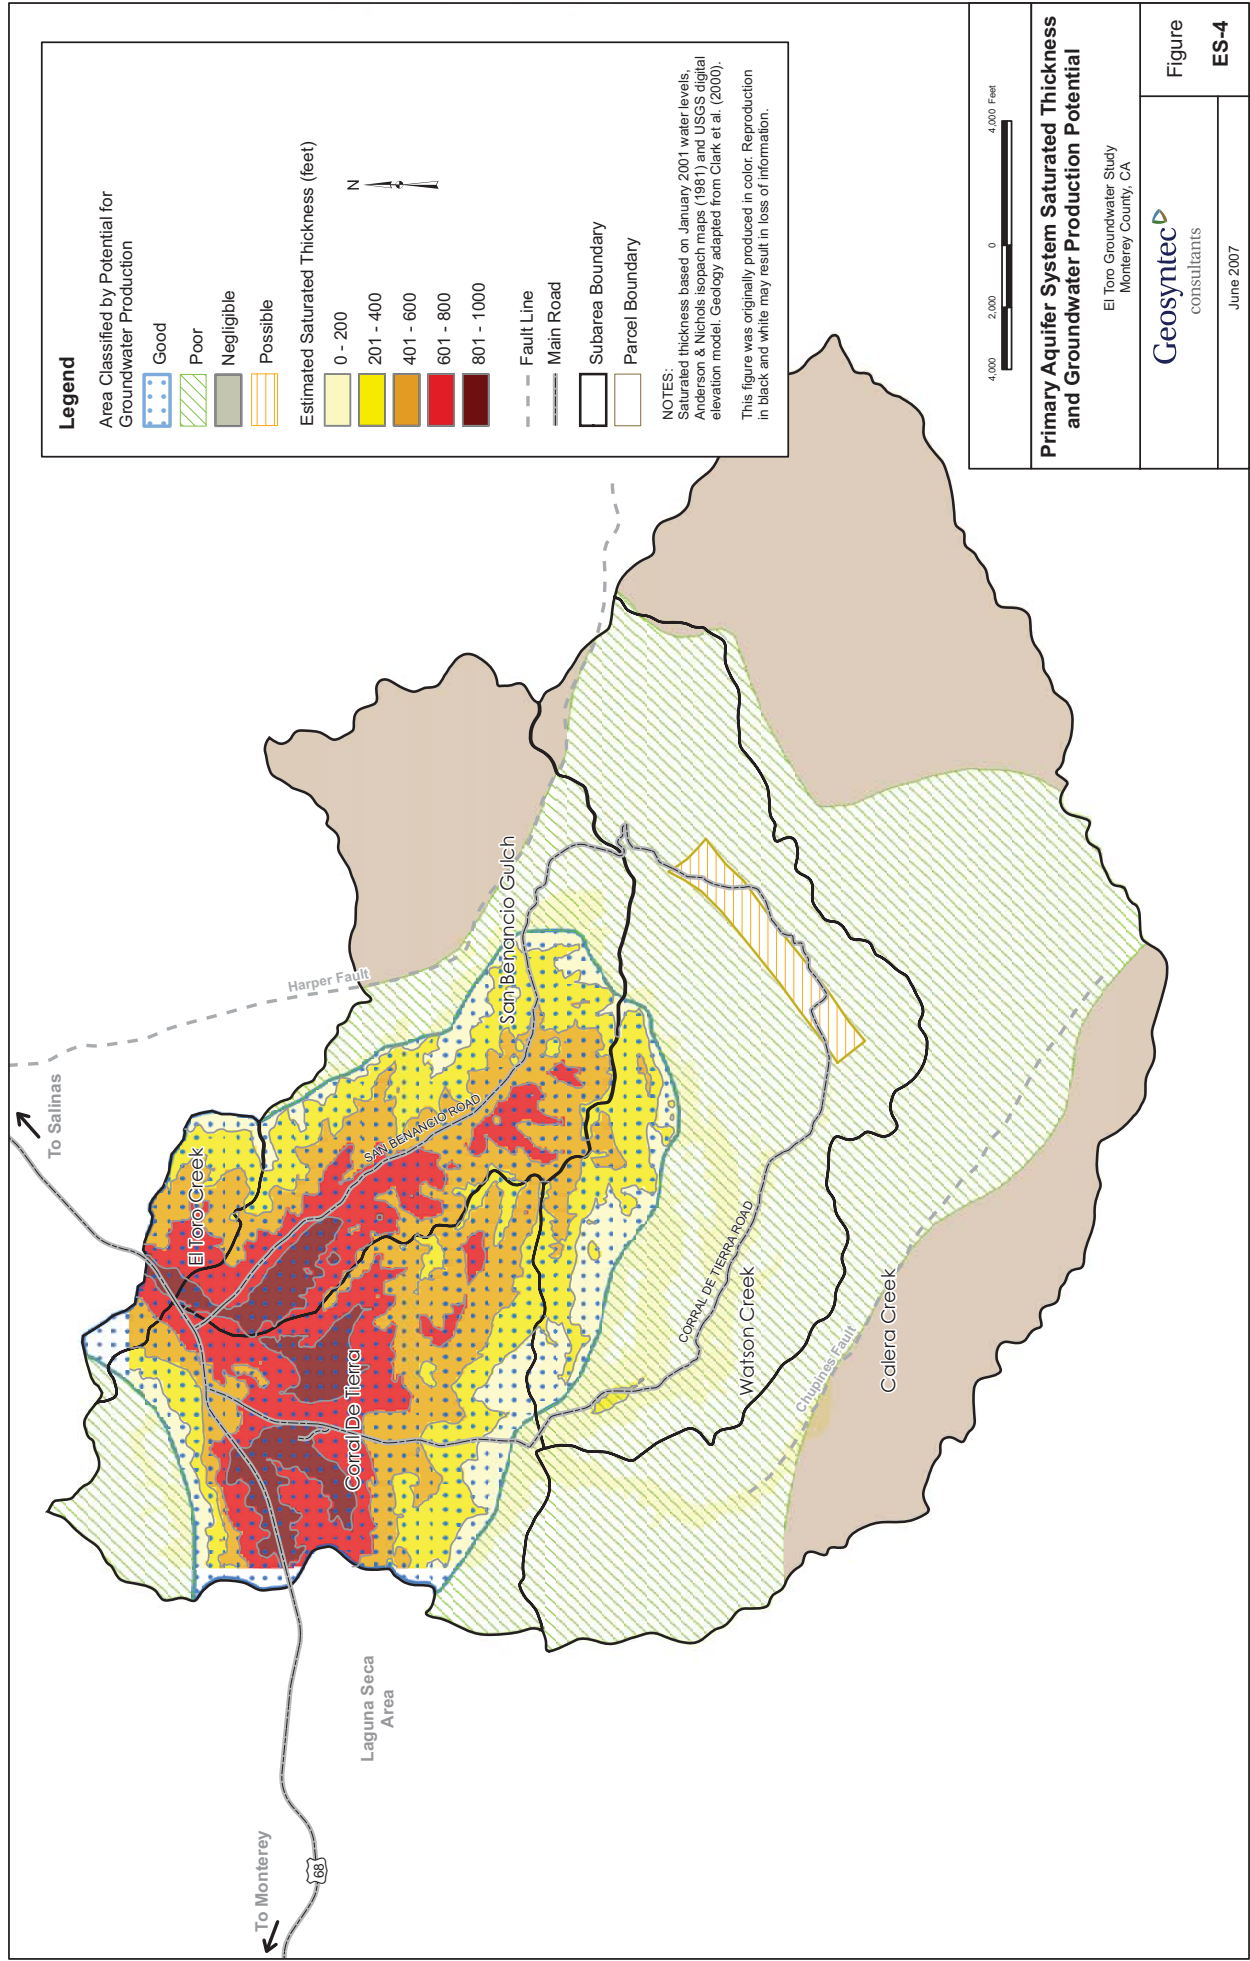 Legend
Area Classified by Potential for
Groundwater Production
Good
Poor
Negligible
Possible
Estimated Saturated Thickness (feet)
0 - 200
201 - 400
401 - 600
601 - 800
801 - 1000
N
Fault Line
Main Road
Subarea Boundary
Parcel Boundary
NOTES:
Saturated thickness based on January 2001 water levels,
Anderson & Nichols isopach maps (1981) and USGS digital
elevation model. Geology adapted from Clark et al. (2000).
This figure was originally produced in color. Reproduction
in black and white may result in loss of information.
To Salinas
Harper Fault
El Toro Creek
San Benancio Gulch
SAN BENANCIO ROAD
Corral De Tierra
CORRAL DE TIERRA ROAD
Watson Creek
Calera Creek
Chupines Fault
Laguna Seca
Area
To Monterey
68
4,000
2,000
0
4,000 Feet
Primary Aquifer System Saturated Thickness
and Groundwater Production Potential
El Toro Groundwater Study
Monterey County, CA
Geosyntec
consultants
June 2007
Figure
ES-4